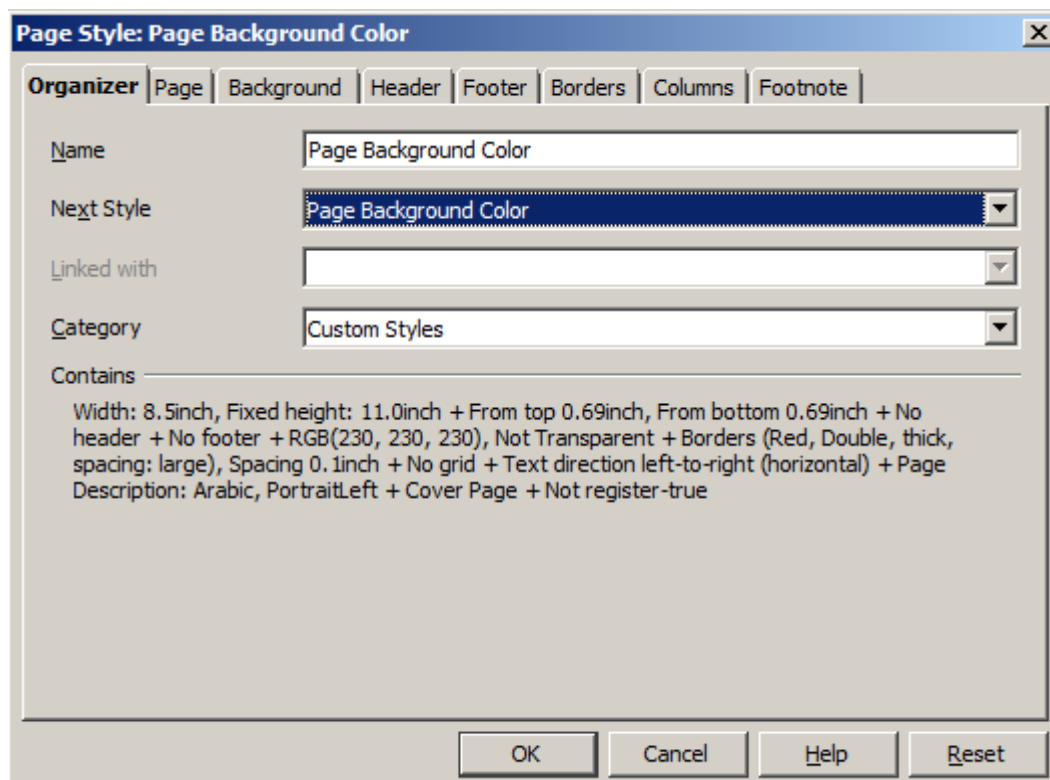 Page Style: Page Background Color
Organizer Page Background Header Footer Borders Columns Footnote
Name Page Background Color
Next Style Page Background Color
Linked with
Category Custom Styles
Contains
Width: 8.5inch, Fixed height: 11.0inch + From top 0.69inch, From bottom 0.69inch + No
header + No footer + RGB(230, 230, 230), Not Transparent + Borders (Red, Double, thick,
spacing: large), Spacing 0.1inch + No grid + Text direction left-to-right (horizontal) + Page
Description: Arabic, PortraitLeft + Cover Page + Not register-true
OK Cancel Help Reset